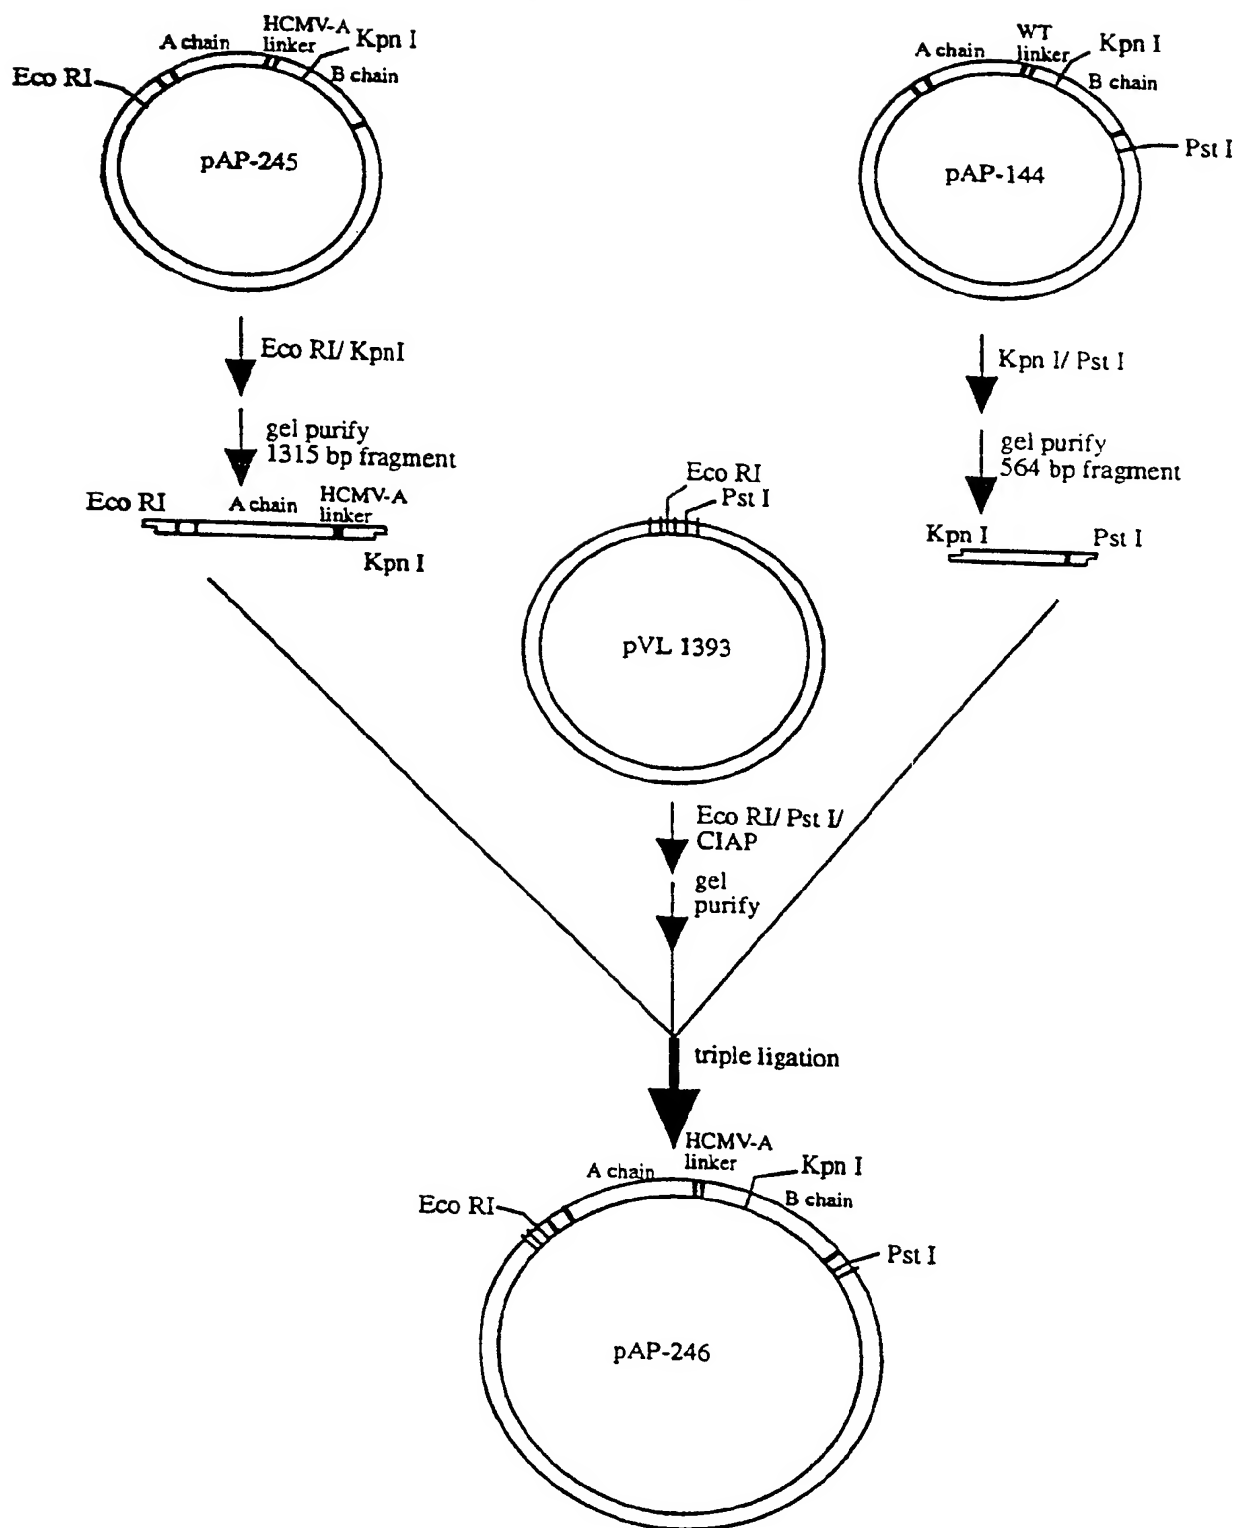 HCMV-A
linker
A chain
Kpn I
Eco RI
B chain
pAP-245
WT
linker
A chain
Kpn I
B chain
Pst I
pAP-144
Eco RI/ KpnI
gel purify
1315 bp fragment
Kpn I/ Pst I
gel purify
564 bp fragment
Eco RI
A chain
HCMV-A
linker
Kpn I
Eco RI
Pst I
Kpn I
Pst I
pVL 1393
Eco RI/ Pst I/
CIAP
gel
purify
triple ligation
HCMV-A
linker
A chain
Kpn I
Eco RI
B chain
Pst I
pAP-246